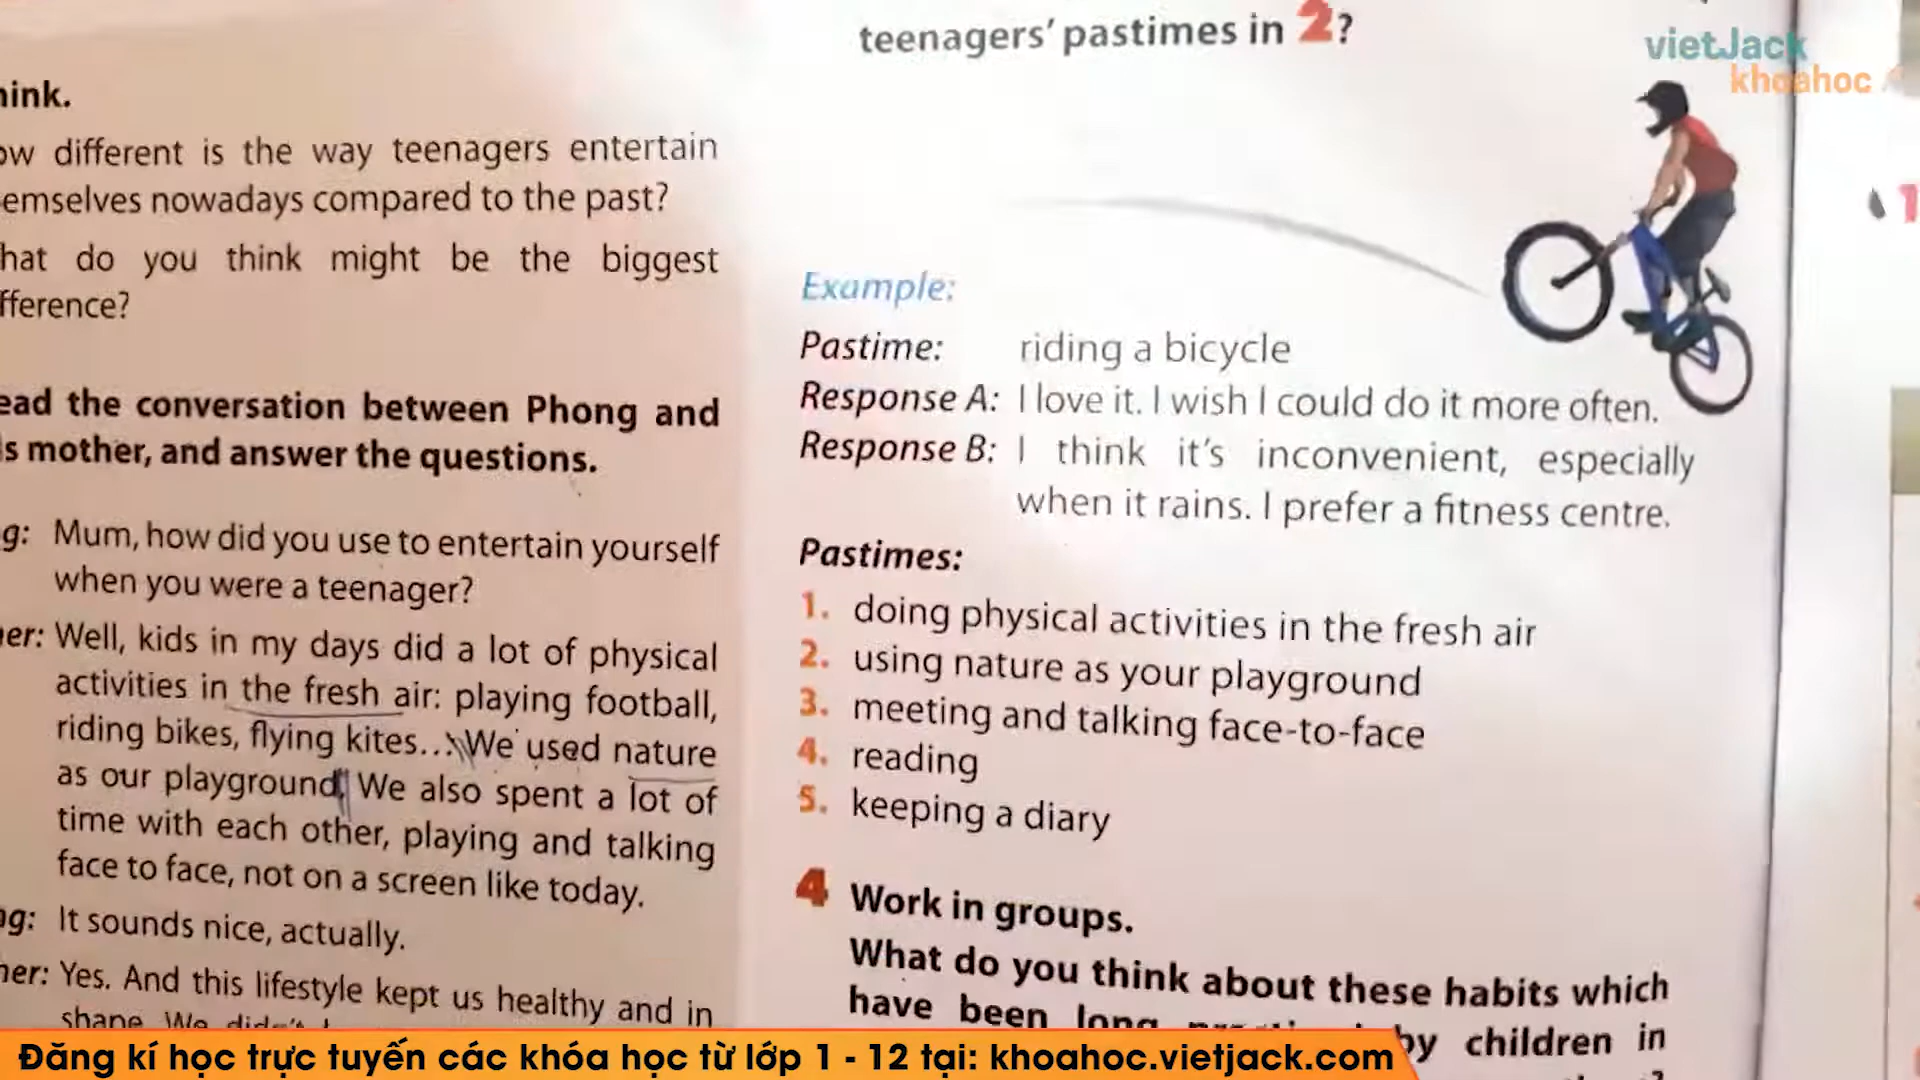 hink.
ow different is the way teenagers entertain
emselves nowadays compared to the past?
hat do you think might be the biggest
fference?
ead the conversation between Phong and
is mother, and answer the questions.
g: Mum, how did you use to entertain yourself
when you were a teenager?
her: Well, kids in my days did a lot of physical
activities in the fresh air: playing football,
riding bikes, flying kites... We used nature
as our playground. We also spent a lot of
time with each other, playing and talking
face to face, not on a screen like today.
ng: It sounds nice, actually.
her: Yes. And this lifestyle kept us healthy and in
shape. We
teenagers' pastimes in 2?
Example:
Pastime: riding a bicycle
Response A: I love it. I wish I could do it more often.
Response B: I think it's inconvenient, especially
when it rains. I prefer a fitness centre.
Pastimes:
1. doing physical activities in the fresh air
2. using nature as your playground
3. meeting and talking face-to-face
4. reading
5. keeping a diary
4 Work in groups.
What do you think about these habits which
have been long by children in
vietJack
khoahoc
1
Đăng kí học trực tuyến các khóa học từ lớp 1 - 12 tại: khoahoc.vietjack.com